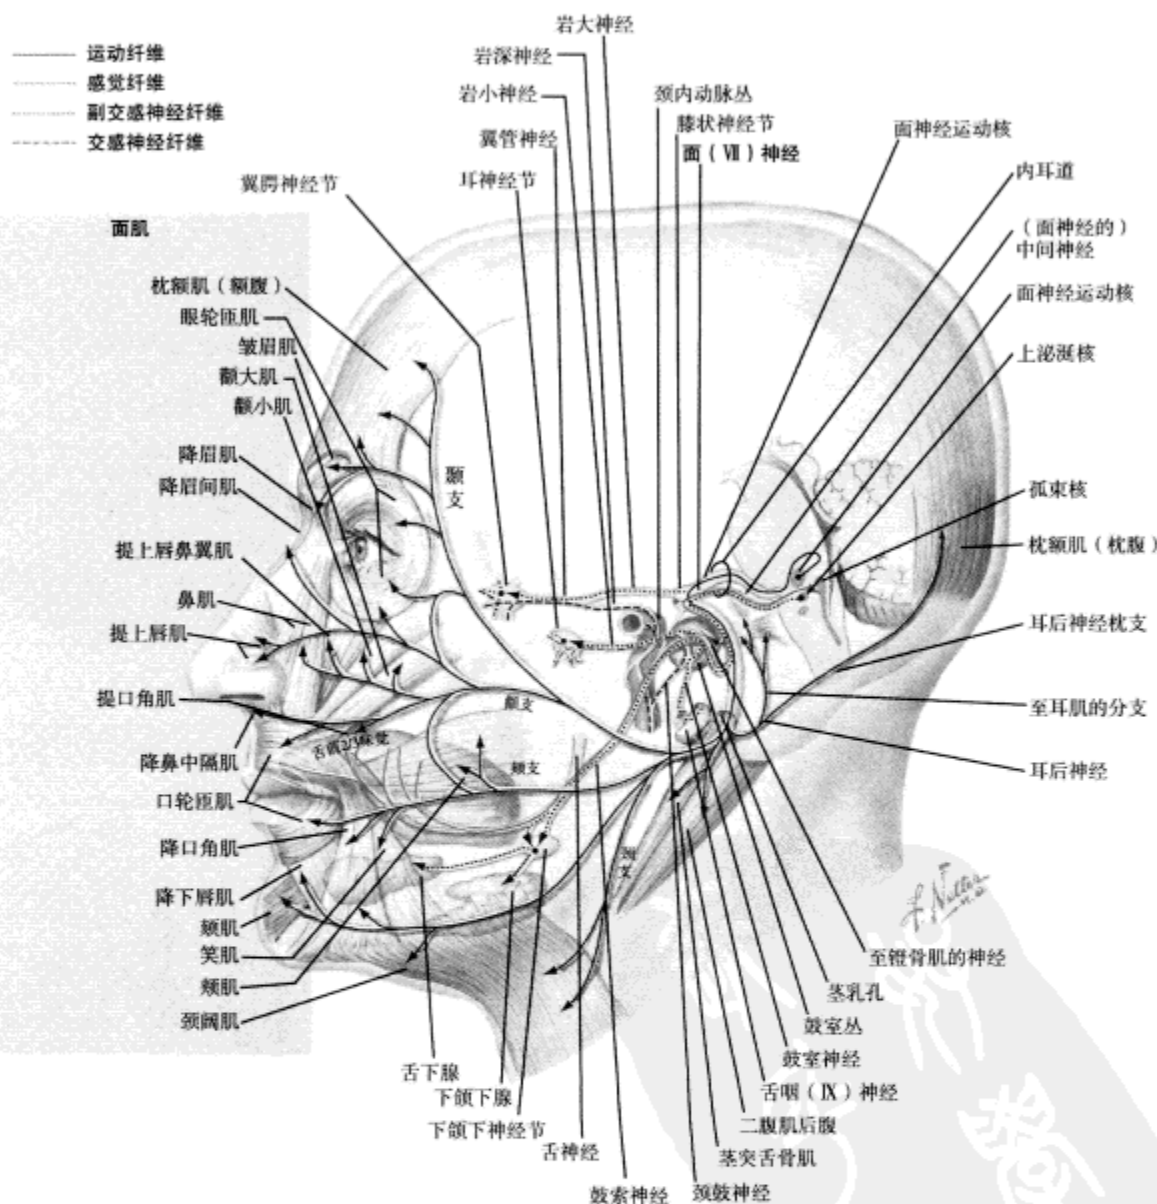 运动纤维
感觉纤维
副交感神经纤维
交感神经纤维
岩大神经
岩深神经
岩小神经
翼管神经
耳神经节
翼腭神经节
颈内动脉丛
膝状神经节
面（Ⅶ）神经
面神经运动核
内耳道
（面神经的）
中间神经
面神经运动核
上泌涎核
孤束核
枕额肌（枕腹）
耳后神经枕支
至耳肌的分支
耳后神经
面肌
枕额肌（额腹）
眼轮匝肌
皱眉肌
颧大肌
颧小肌
降眉肌
降眉间肌
提上唇鼻翼肌
鼻肌
提上唇肌
提口角肌
降鼻中隔肌
口轮匝肌
降口角肌
降下唇肌
颏肌
笑肌
颊肌
颈阔肌
颞支
颧支
舌前2/3味觉
颊支
颈支
舌下腺
下颌下腺
下颌下神经节
舌神经
鼓索神经
颈鼓神经
茎突舌骨肌
二腹肌后腹
舌咽（Ⅸ）神经
鼓室神经
鼓室丛
茎乳孔
至镫骨肌的神经